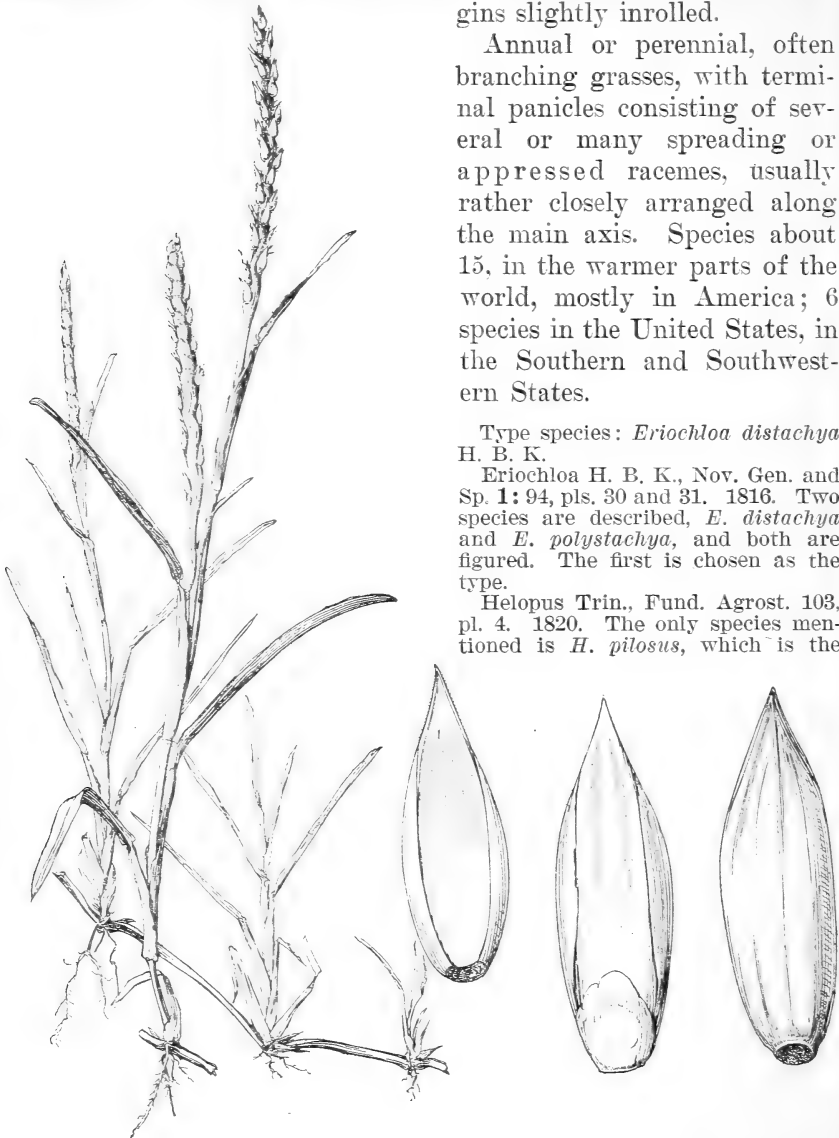 gins slightly inrolled.
Annual or perennial, often
branching grasses, with termi-
nal panicles consisting of sev-
eral or many spreading or
appressed racemes, usually
rather closely arranged along
the main axis. Species about
15, in the warmer parts of the
world, mostly in America; 6
species in the United States, in
the Southern and Southwest-
ern States.
Type species: Eriochloa distachya
H. B. K.
Eriochloa H. B. K., Nov. Gen. and
Sp. 1: 94, pls. 30 and 31. 1816. Two
species are described, E. distachya
and E. polystachya, and both are
figured. The first is chosen as the
type.
Helopus Trin., Fund. Agrost. 103,
pl. 4. 1820. The only species men-
tioned is H. pilosus, which is the